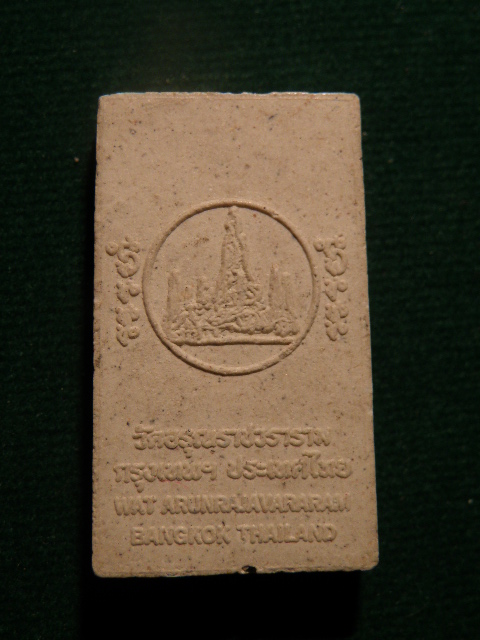 วัดอรุณราชวราราม
กรุงเทพฯ ประเทศไทย
WAT ARUNRAJAVARARAM
BANGKOK THAILAND